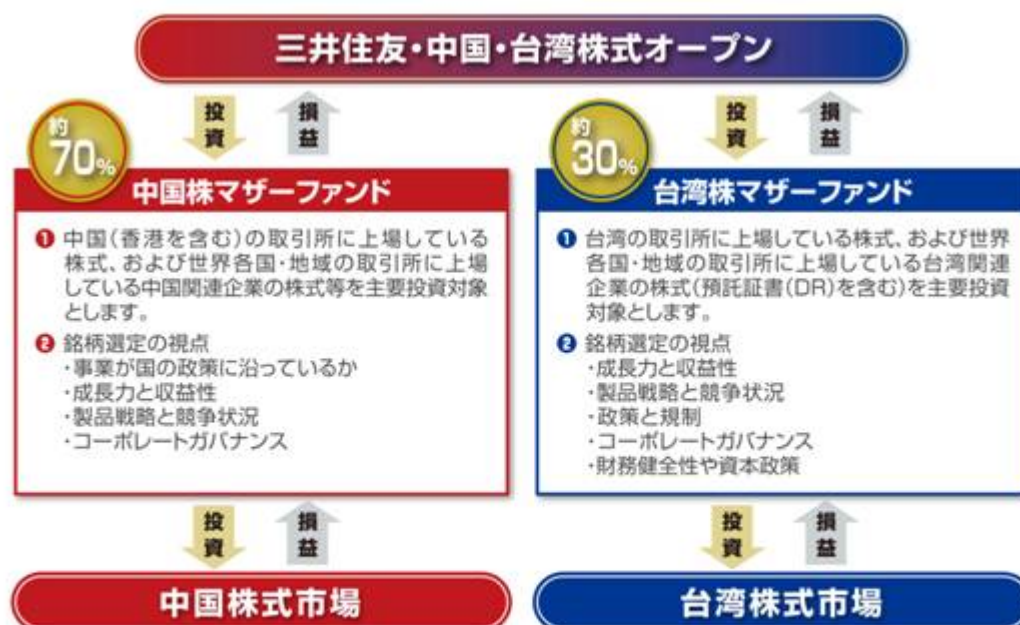 三井住友・中国・台湾株式オープン
投資
損益
投資
損益
約
70%
中国株マザーファンド
❶ 中国(香港を含む)の取引所に上場している
株式、および世界各国・地域の取引所に上場
している中国関連企業の株式等を主要投資対象
とします。
❷ 銘柄選定の視点
・事業が国の政策に沿っているか
・成長力と収益性
・製品戦略と競争状況
・コーポレートガバナンス
約
30%
台湾株マザーファンド
❶ 台湾の取引所に上場している株式、および世界
各国・地域の取引所に上場している台湾関連
企業の株式(預託証書(DR)を含む)を主要投資
対象とします。
❷ 銘柄選定の視点
・成長力と収益性
・製品戦略と競争状況
・政策と規制
・コーポレートガバナンス
・財務健全性や資本政策
投資
損益
投資
損益
中国株式市場
台湾株式市場